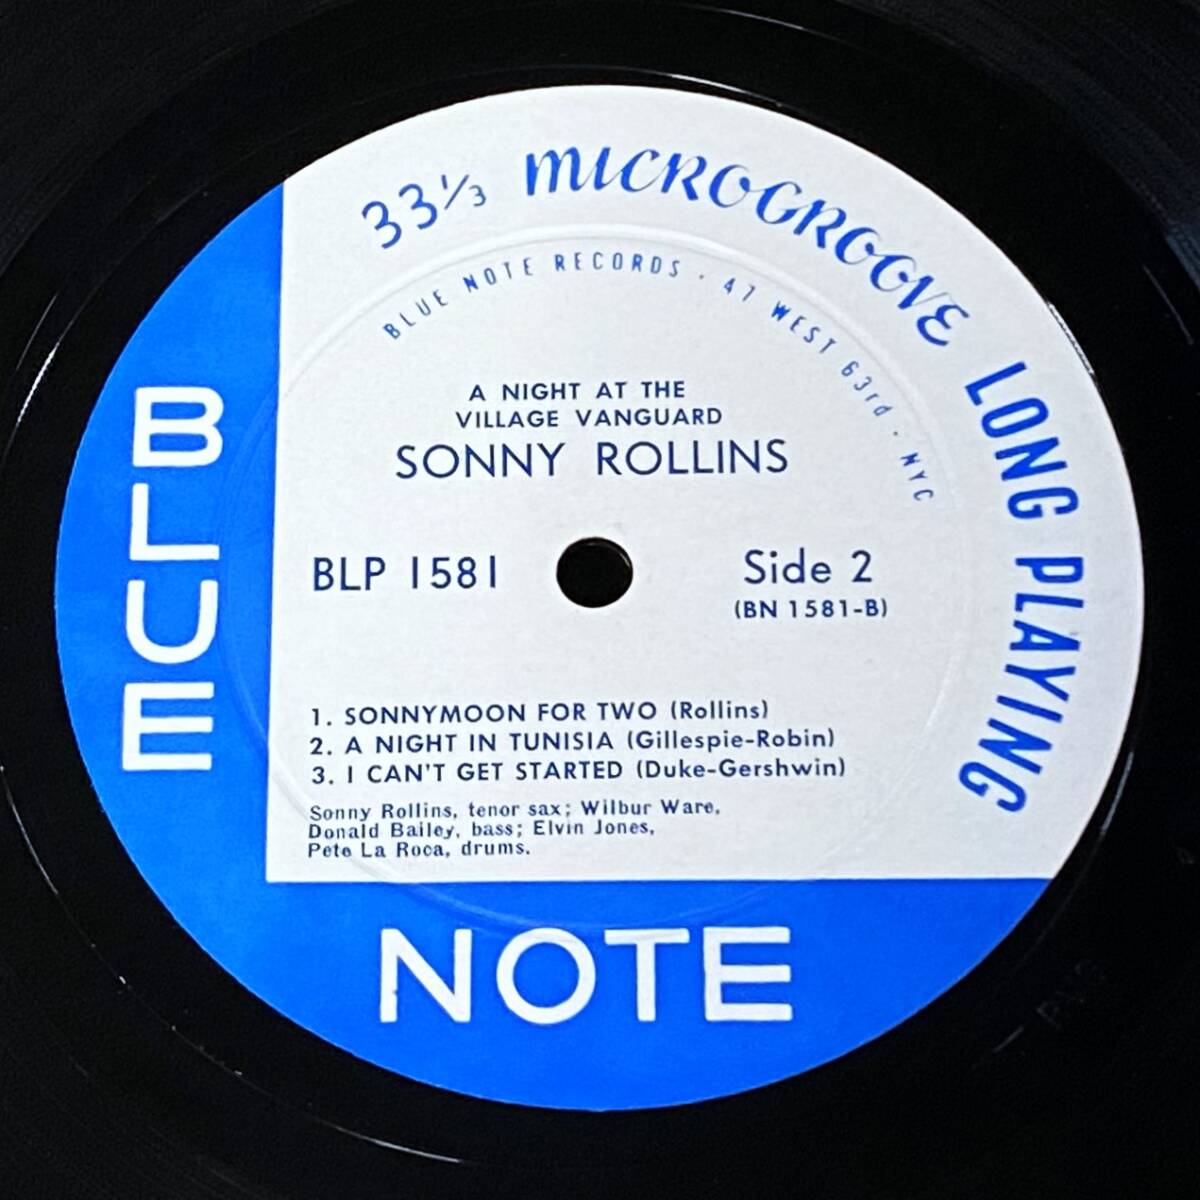 33⅓ MICROGROOVE LONG PLAYING
BLUE NOTE RECORDS · 47 WEST 63rd · NYC
A NIGHT AT THE
VILLAGE VANGUARD
SONNY ROLLINS
BLP 1581
Side 2
(BN 1581-B)
1. SONNYMOON FOR TWO (Rollins)
2. A NIGHT IN TUNISIA (Gillespie-Robin)
3. I CAN'T GET STARTED (Duke-Gershwin)
Sonny Rollins, tenor sax; Wilbur Ware,
Donald Bailey, bass; Elvin Jones,
Pete La Roca, drums.
BLUE
NOTE